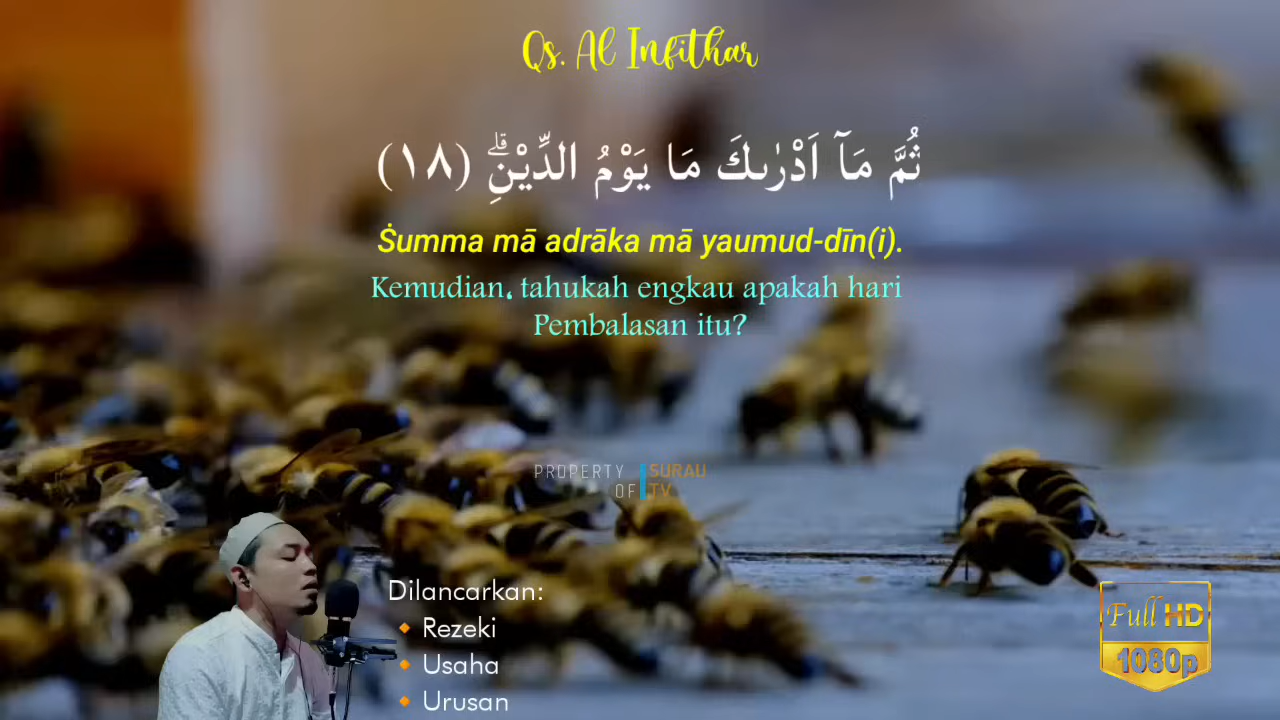 Qs. Al Infithar
ثُمَّ مَآ اَدْرٰىكَ مَا يَوْمُ الدِّيْنِۗ (١٨)
Ṡumma mā adrāka mā yaumud-dīn(i).
Kemudian, tahukah engkau apakah hari
Pembalasan itu?
PROPERTY OF SURAU TV
Dilancarkan:
🔸 Rezeki
🔸 Usaha
🔸 Urusan
Full HD
1080p